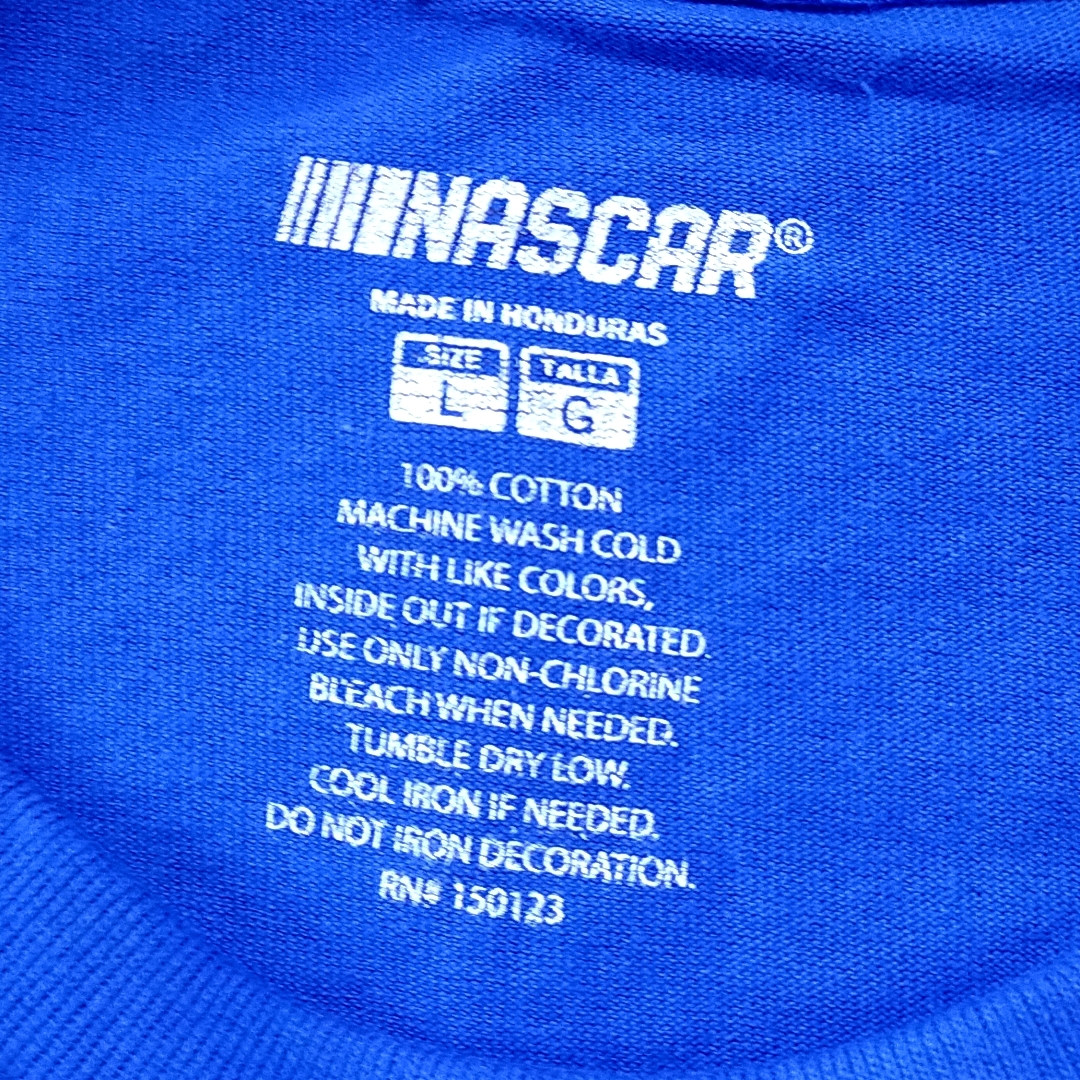 NASCAR®
MADE IN HONDURAS
SIZE TALLA
L G
100% COTTON
MACHINE WASH COLD
WITH LIKE COLORS,
INSIDE OUT IF DECORATED.
USE ONLY NON-CHLORINE
BLEACH WHEN NEEDED.
TUMBLE DRY LOW.
COOL IRON IF NEEDED.
DO NOT IRON DECORATION.
RN# 150123